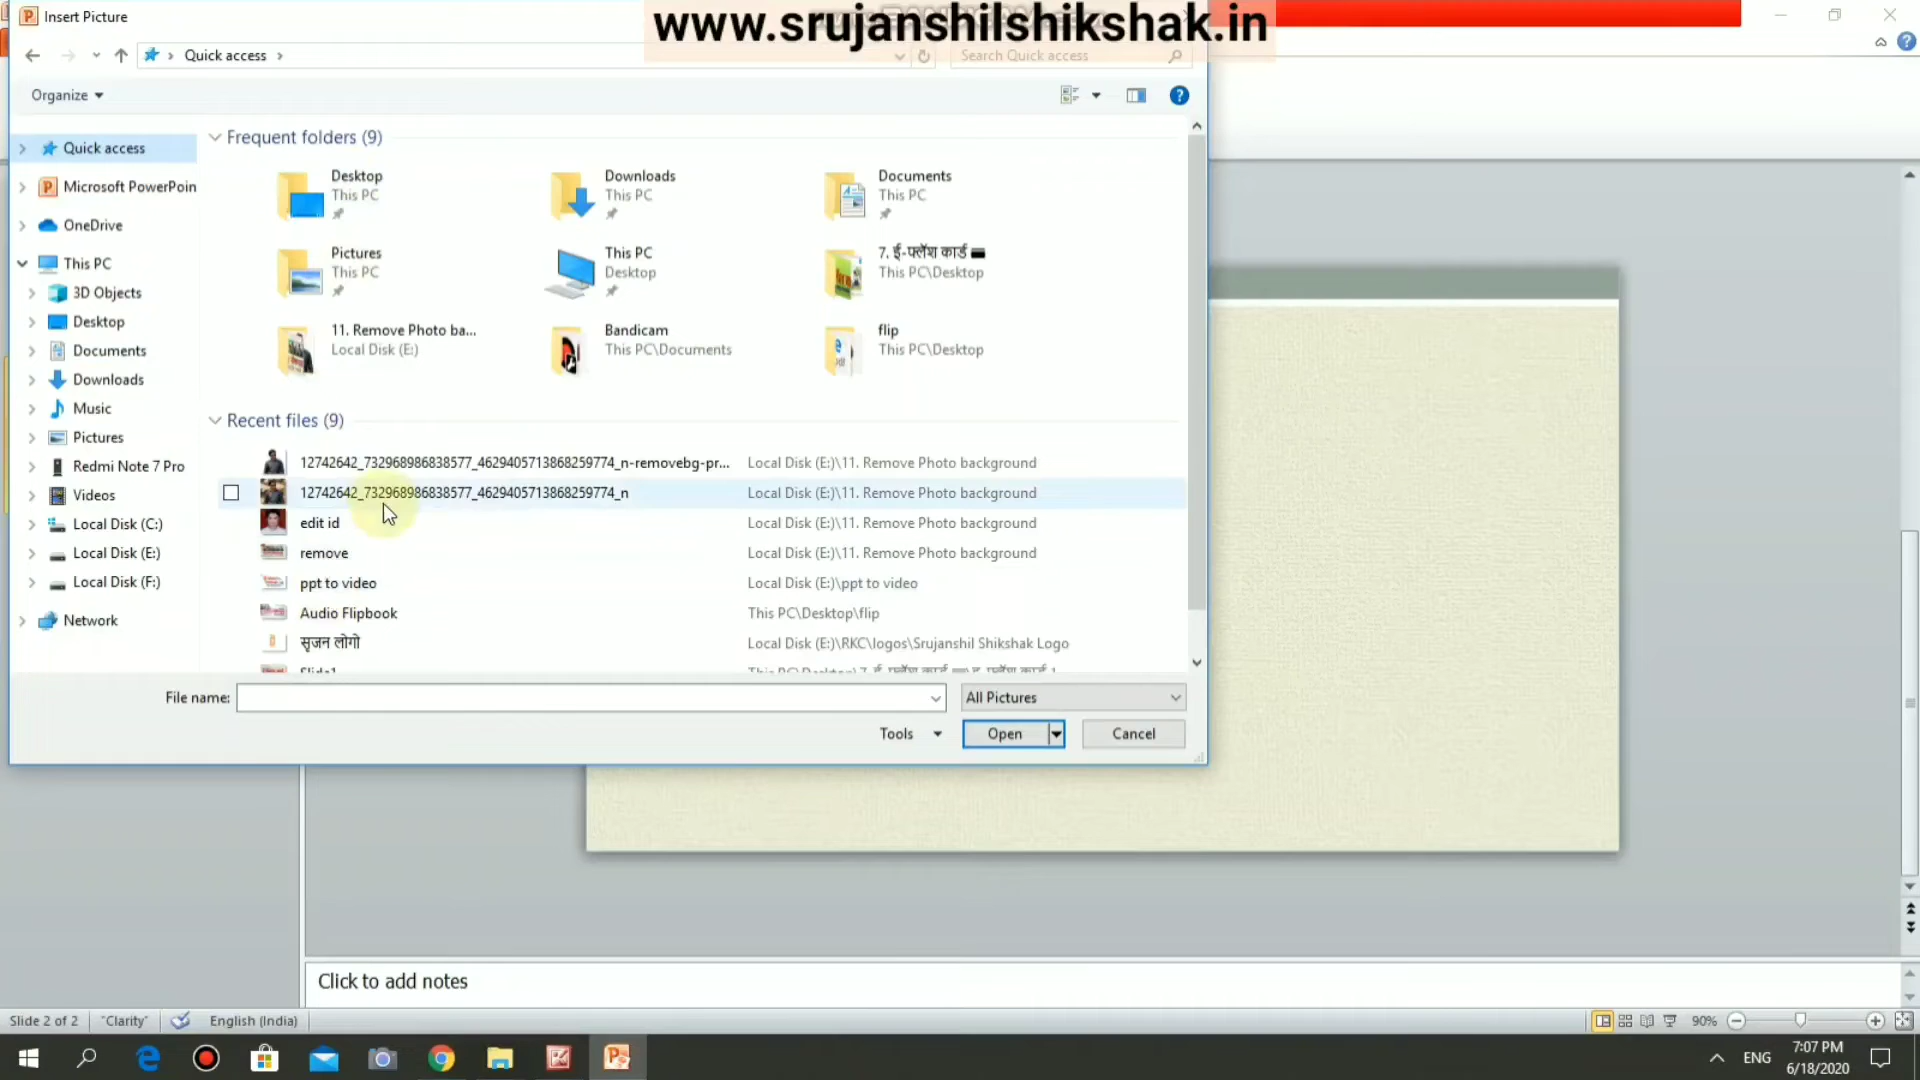 Insert Picture
www.srujanshilshikshak.in
Quick access
Search Quick access
Organize
Quick access
Microsoft PowerPoin
OneDrive
This PC
3D Objects
Desktop
Documents
Downloads
Music
Pictures
Redmi Note 7 Pro
Videos
Local Disk (C:)
Local Disk (E:)
Local Disk (F:)
Network
Frequent folders (9)
Desktop
This PC
Downloads
This PC
Documents
This PC
Pictures
This PC
This PC
Desktop
7. ई-फ्लॅश कार्ड
This PC\Desktop
11. Remove Photo ba...
Local Disk (E:)
Bandicam
This PC\Documents
flip
This PC\Desktop
Recent files (9)
12742642_732968986838577_4629405713868259774_n-removebg-pr... Local Disk (E:)\11. Remove Photo background
12742642_732968986838577_4629405713868259774_n Local Disk (E:)\11. Remove Photo background
edit id Local Disk (E:)\11. Remove Photo background
remove Local Disk (E:)\11. Remove Photo background
ppt to video Local Disk (E:)\ppt to video
Audio Flipbook This PC\Desktop\flip
सृजन लोगो Local Disk (E:)\RKC\logos\Srujanshil Shikshak Logo
Slide1
File name:
All Pictures
Tools
Open
Cancel
Click to add notes
Slide 2 of 2
"Clarity"
English (India)
90%
ENG
7:07 PM
6/18/2020